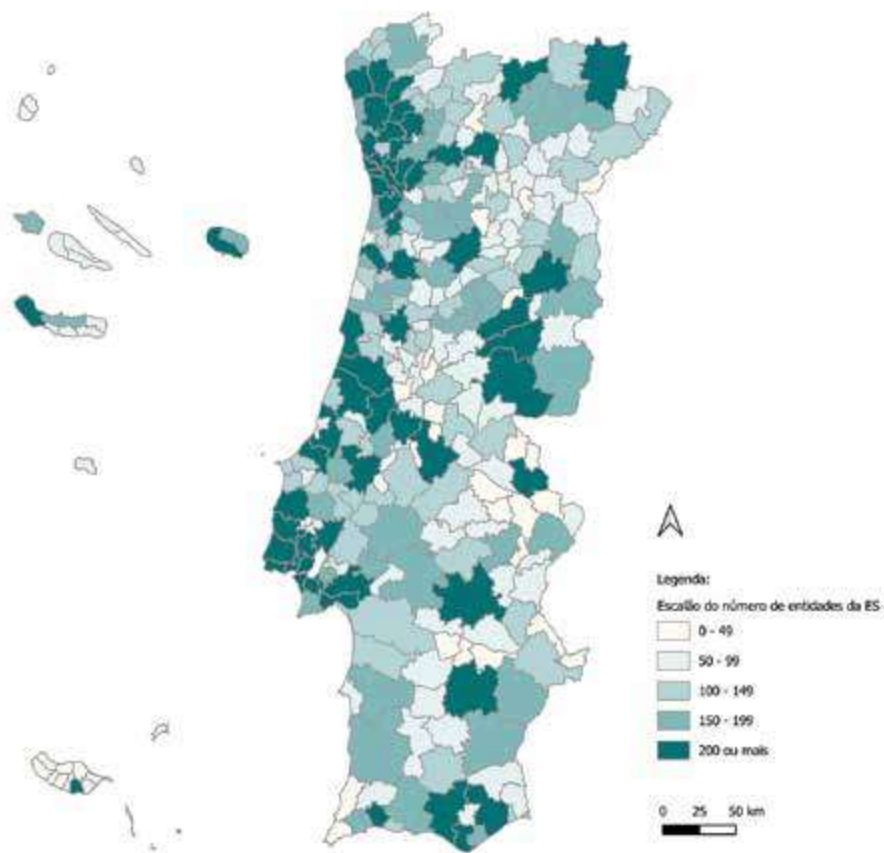 Legenda:
Escalão do número de entidades da ES
0 - 49
50 - 99
100 - 149
150 - 199
200 ou mais
0 25 50 km